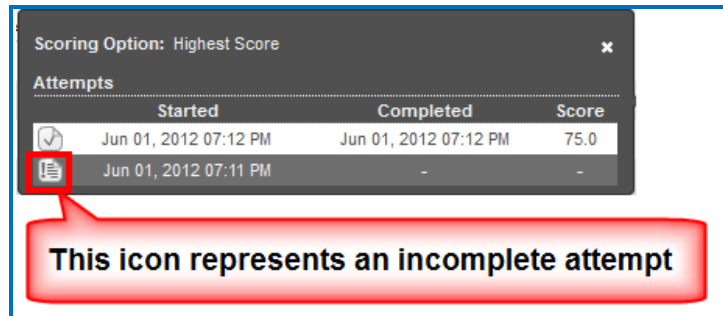 Scoring Option: Highest Score
Attempts
Started Completed Score
Jun 01, 2012 07:12 PM Jun 01, 2012 07:12 PM 75.0
Jun 01, 2012 07:11 PM - -
This icon represents an incomplete attempt